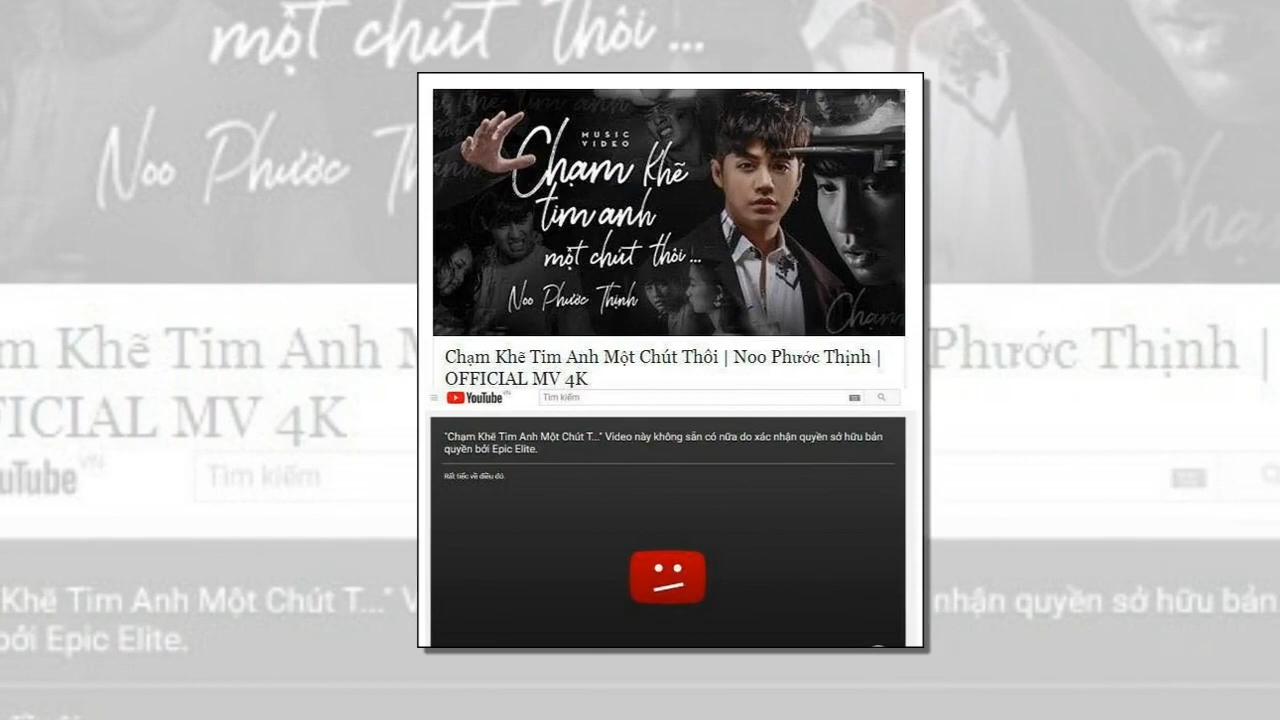 một chút thôi ...
Noo Phước Th
MUSIC
VIDEO
Chạm khẽ
tim anh
một chút thôi ...
Noo Phước Thịnh
Chạm
Chạm Khẽ Tim Anh Một Chút Thôi | Noo Phước Thịnh |
OFFICIAL MV 4K
YouTube VN
Tìm kiếm
"Chạm Khẽ Tim Anh Một Chút T..." Video này không sẵn có nữa do xác nhận quyền sở hữu bản
quyền bởi Epic Elite.
Rất tiếc về điều đó.
m Khẽ Tim Anh M
Phước Thịnh |
FICIAL MV 4K
uTube VN
Tìm kiếm
Khẽ Tim Anh Một Chút T..." V
nhận quyền sở hữu bản
bởi Epic Elite.